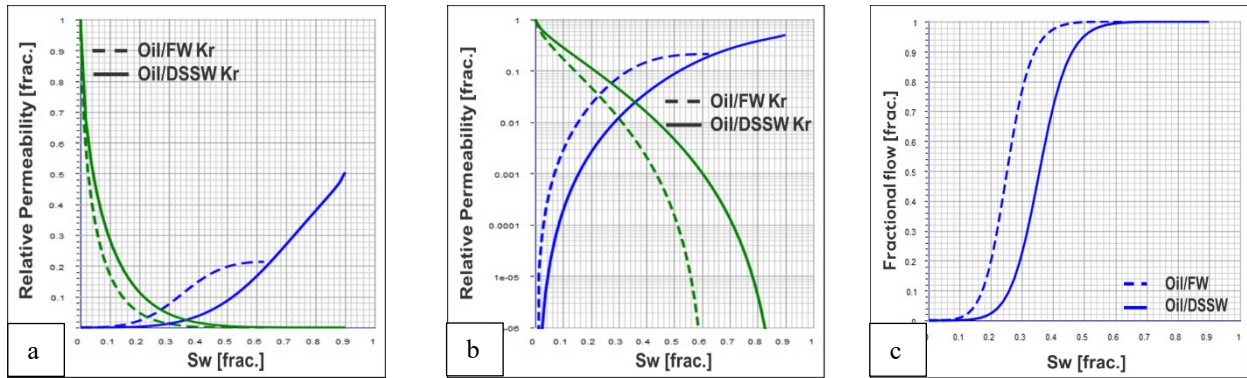 Relative Permeability [frac.]
1
0.9
0.8
0.7
0.6
0.5
0.4
0.3
0.2
0.1
Oil/FW Kr
Oil/DSSW Kr
0 0.1 0.2 0.3 0.4 0.5 0.6 0.7 0.8 0.9 1
Sw [frac.]
a
Relative Permeability [frac.]
1
0.1
0.01
0.001
0.0001
1e-05
-06
Oil/FW Kr
Oil/DSSW Kr
0 0.1 0.2 0.3 0.4 0.5 0.6 0.7 0.8 0.9 1
Sw [frac.]
b
Fractional flow [frac.]
1
0.9
0.8
0.7
0.6
0.5
0.4
0.3
0.2
0.1
0
Oil/FW
Oil/DSSW
0.1 0.2 0.3 0.4 0.5 0.6 0.7 0.8 0.9 1
Sw [frac.]
c